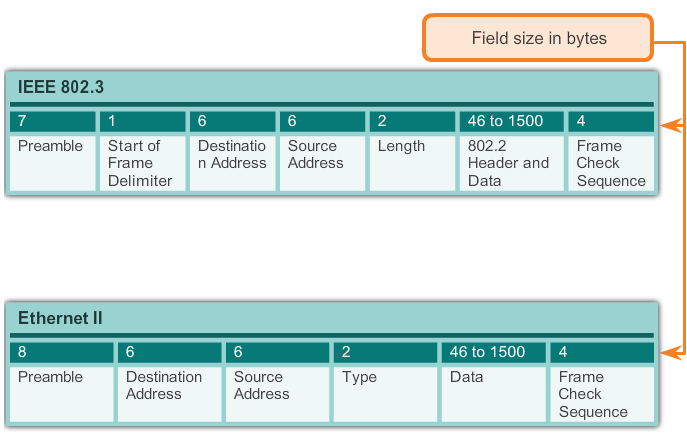 Field size in bytes
IEEE 802.3
7 1 6 6 2 46 to 1500 4
Preamble
Start of
Frame
Delimiter
Destinatio
n Address
Source
Address
Length
802.2
Header and
Data
Frame
Check
Sequence
Ethernet II
8 6 6 2 46 to 1500 4
Preamble
Destination
Address
Source
Address
Type
Data
Frame
Check
Sequence